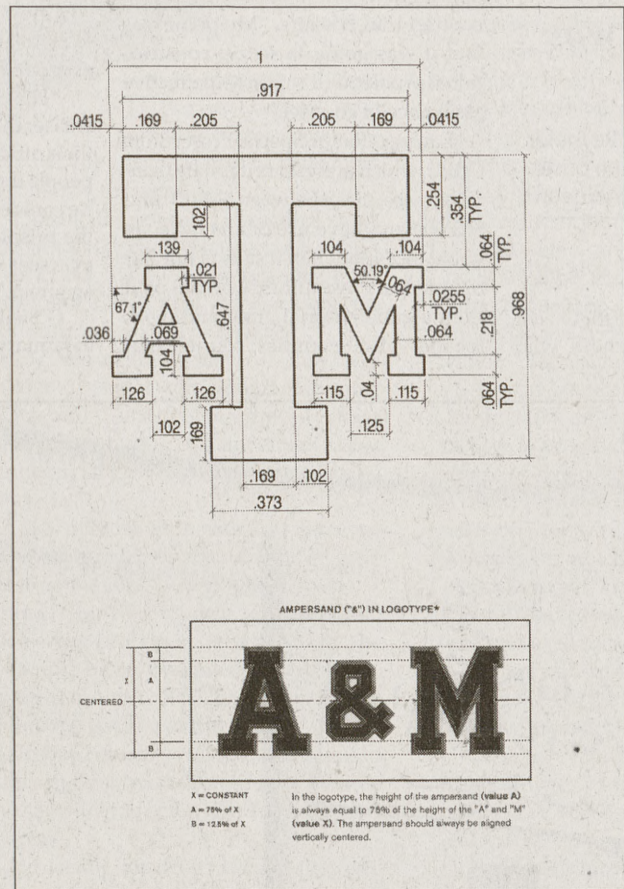 1
.917
.0415 .169 .205 .205 .169 .0415
.102
.254
.354
TYP.
.139
.021
TYP.
.104 .104
.064
TYP.
50.19°
.064
.0255
TYP.
67.1°
.647
.968
.036 .069
.104
.064
.218
.126 .126
.115 .04 .115
.064
TYP.
.102
.169
.125
.169 .102
.373
ATM
AMPERSAND ("&") IN LOGOTYPE*
B
X A
CENTERED
B
A & M
X = CONSTANT
A = 75% of X
B = 12.5% of X
In the logotype, the height of the ampersand (value A)
is always equal to 75% of the height of the "A" and "M"
(value X). The ampersand should always be aligned
vertically centered.